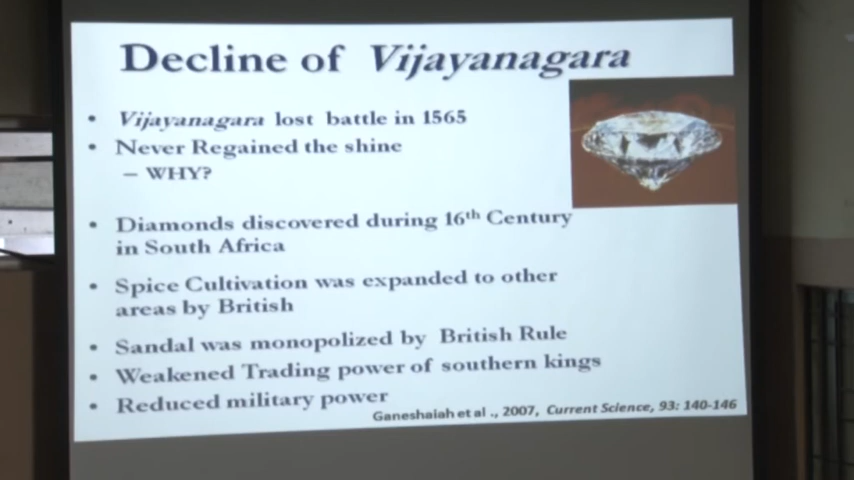 Decline of Vijayanagara
• Vijayanagara lost battle in 1565
• Never Regained the shine
– WHY?
• Diamonds discovered during 16th Century
in South Africa
• Spice Cultivation was expanded to other
areas by British
• Sandal was monopolized by British Rule
• Weakened Trading power of southern kings
• Reduced military power
Ganeshaiah et al ., 2007, Current Science, 93: 140-146